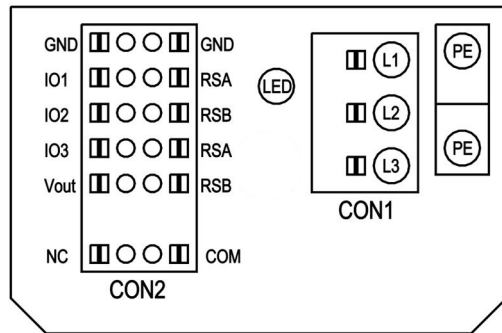 GND GND
IO1 RSA
IO2 RSB
IO3 RSA
Vout RSB
NC COM
CON2
LED
L1
L2
L3
CON1
PE
PE